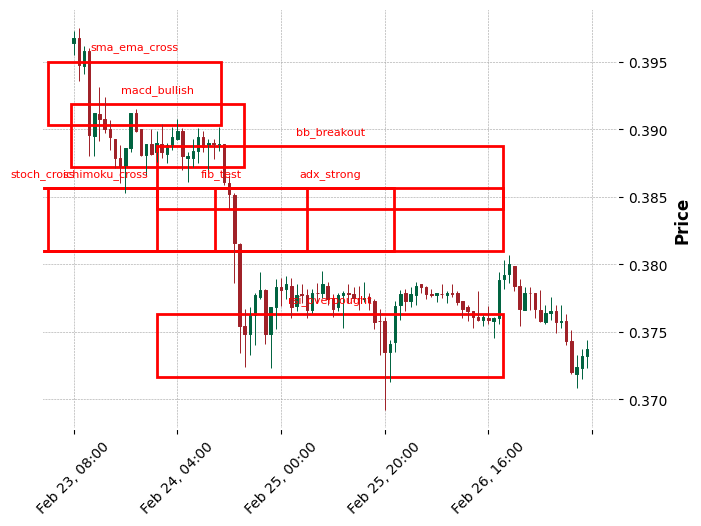 sma_ema_cross
macd_bullish
bb_breakout
stoch_cross
ichimoku_cross
fib_test
adx_strong
rsi_overbought
0.395
0.390
0.385
0.380
0.375
0.370
Price
Feb 23, 08:00
Feb 24, 04:00
Feb 25, 00:00
Feb 25, 20:00
Feb 26, 16:00